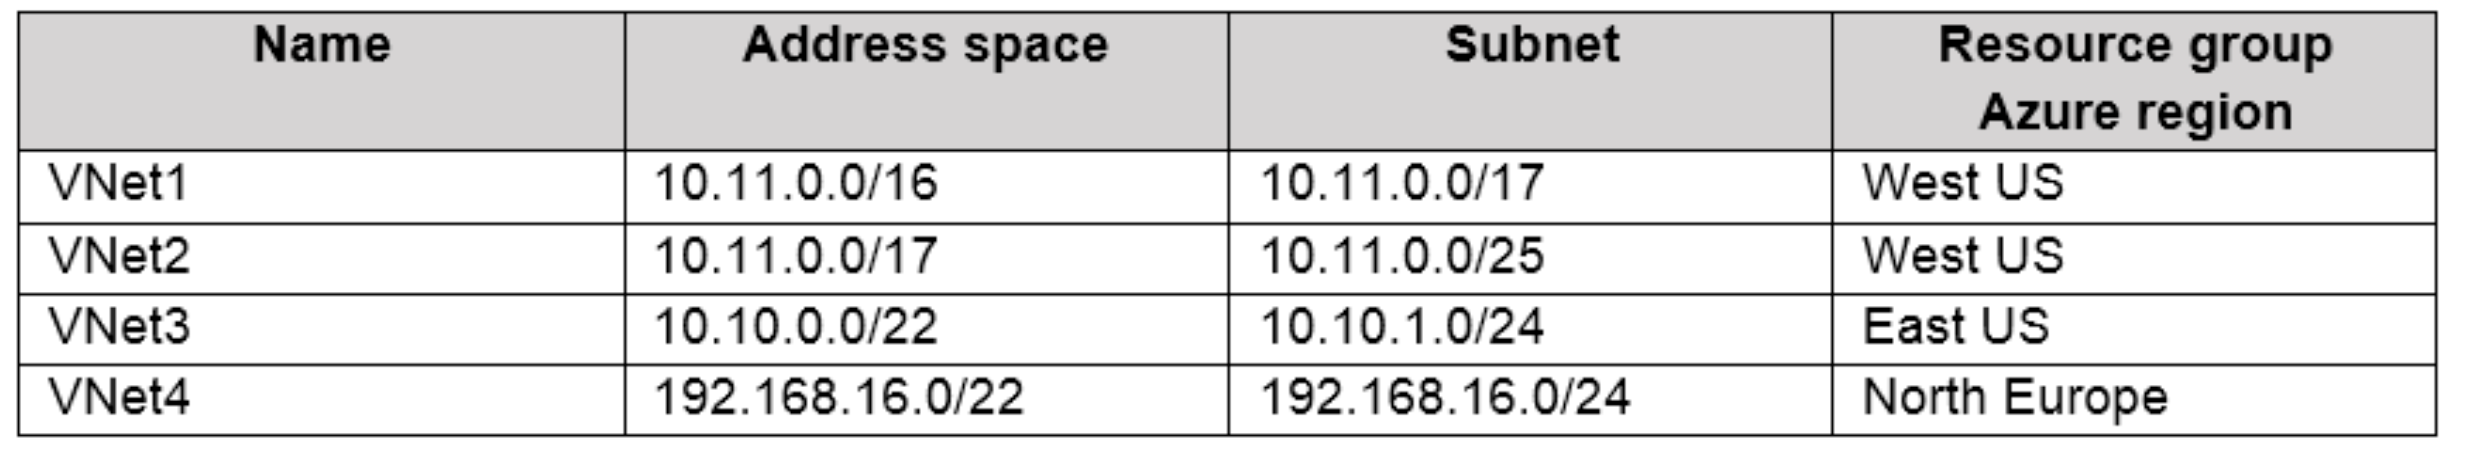 Name Address space Subnet Resource group
Azure region
VNet1 10.11.0.0/16 10.11.0.0/17 West US
VNet2 10.11.0.0/17 10.11.0.0/25 West US
VNet3 10.10.0.0/22 10.10.1.0/24 East US
VNet4 192.168.16.0/22 192.168.16.0/24 North Europe